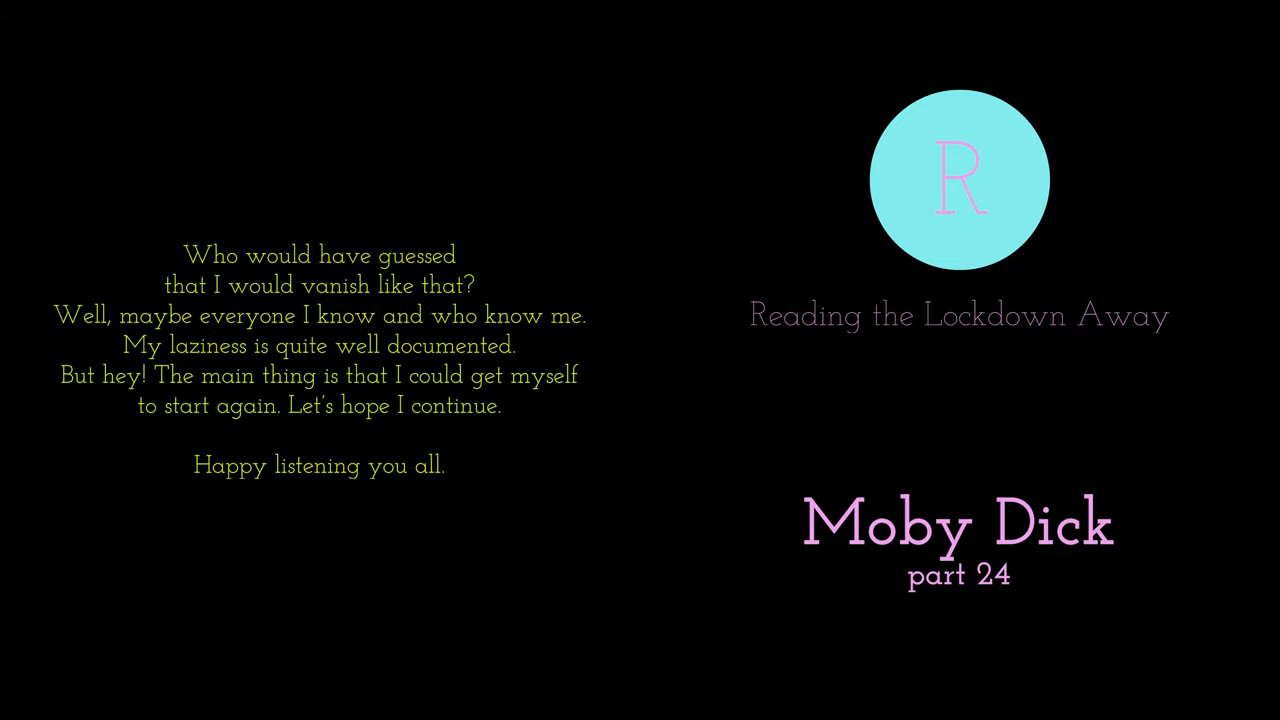 Who would have guessed
that I would vanish like that?
Well, maybe everyone I know and who know me.
My laziness is quite well documented.
But hey! The main thing is that I could get myself
to start again. Let's hope I continue.
Happy listening you all.
R
Reading the Lockdown Away
Moby Dick
part 24